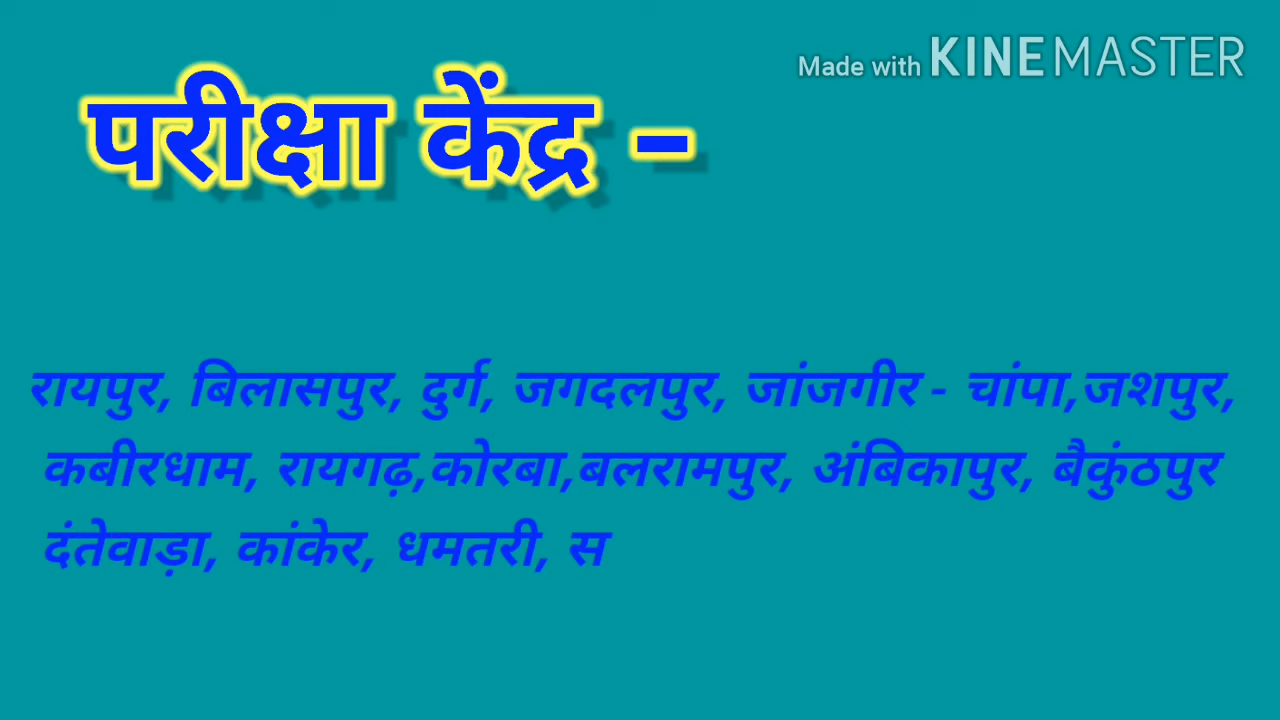 Made with KINEMASTER
परीक्षा केंद्र –
रायपुर, बिलासपुर, दुर्ग, जगदलपुर, जांजगीर - चांपा,जशपुर,
कबीरधाम, रायगढ़,कोरबा,बलरामपुर, अंबिकापुर, बैकुंठपुर
दंतेवाड़ा, कांकेर, धमतरी, स